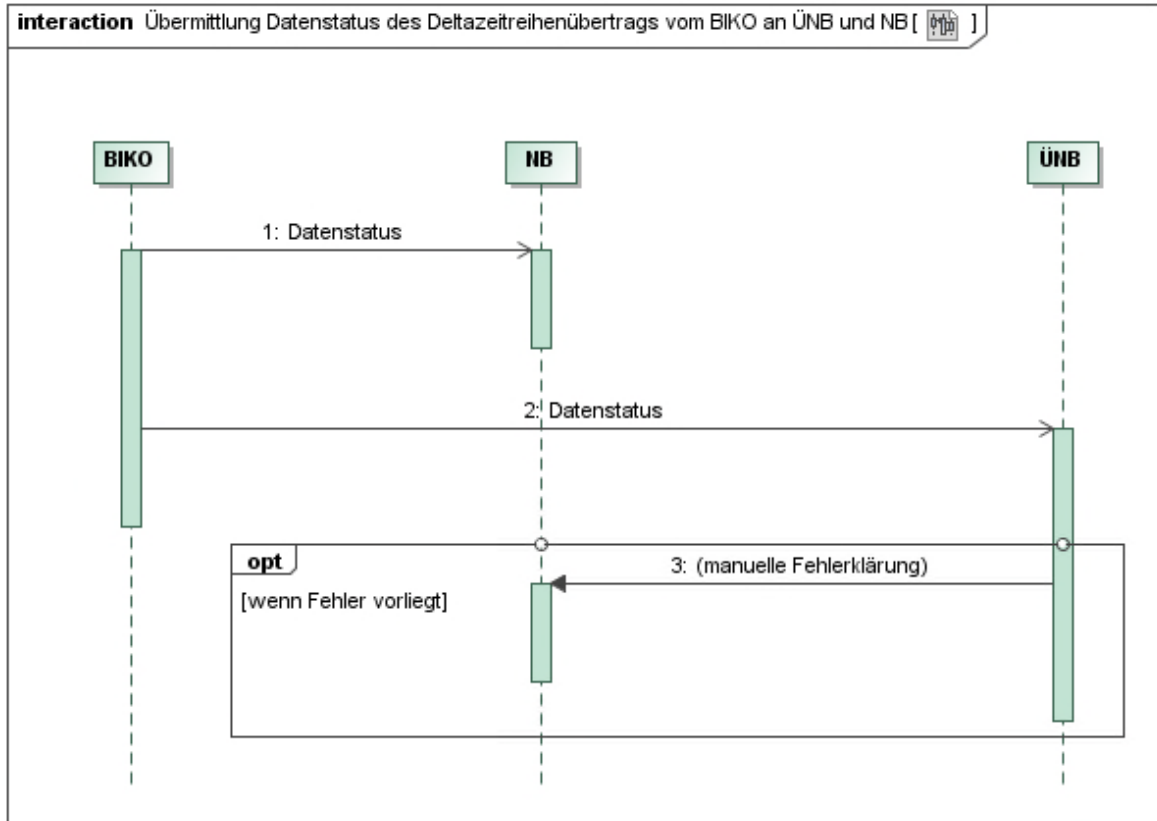 interaction Übermittlung Datenstatus des Deltazeitreihenübertrags vom BIKO an ÜNB und NB [ ]
BIKO
NB
ÜNB
1: Datenstatus
2: Datenstatus
opt
3: (manuelle Fehlerklärung)
[wenn Fehler vorliegt]